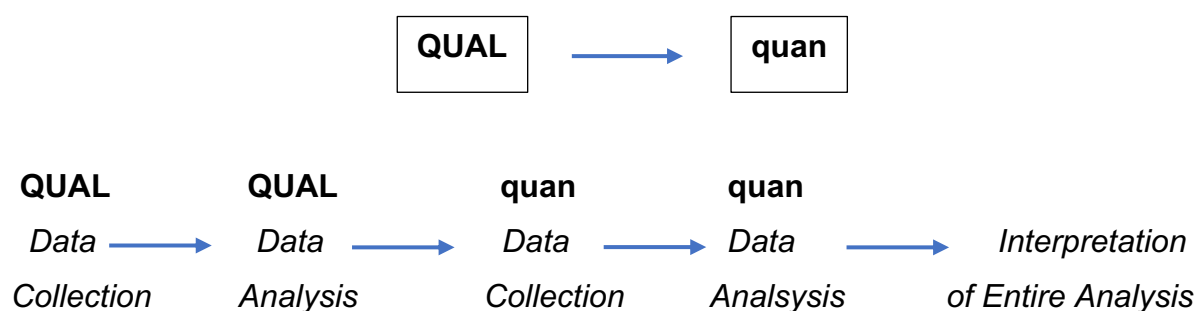 QUAL quan
QUAL QUAL quan quan
Data Data Data Data Interpretation
Collection Analysis Collection Analsysis of Entire Analysis